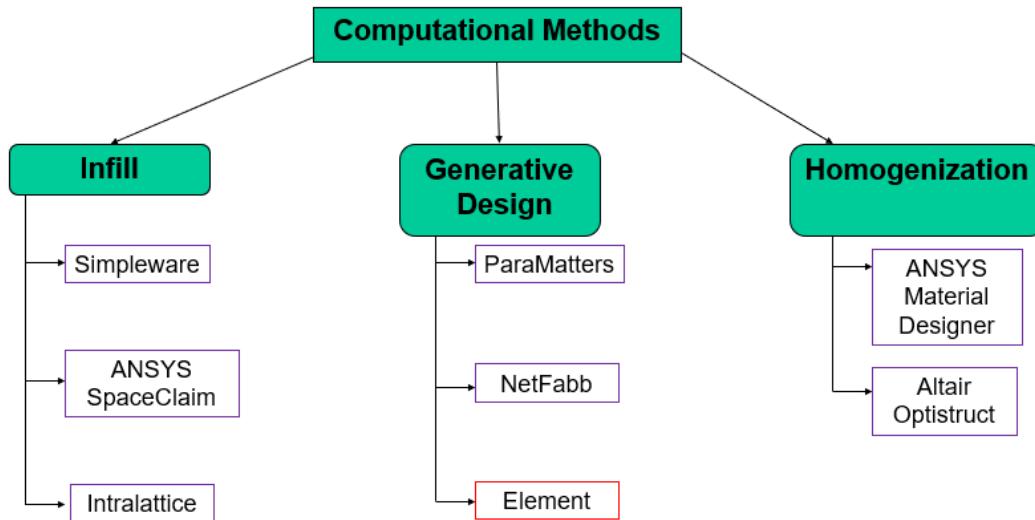 Computational Methods
Infill
Simpleware
ANSYS
SpaceClaim
Intralattice
Generative
Design
ParaMatters
NetFabb
Element
Homogenization
ANSYS
Material
Designer
Altair
Optistruct